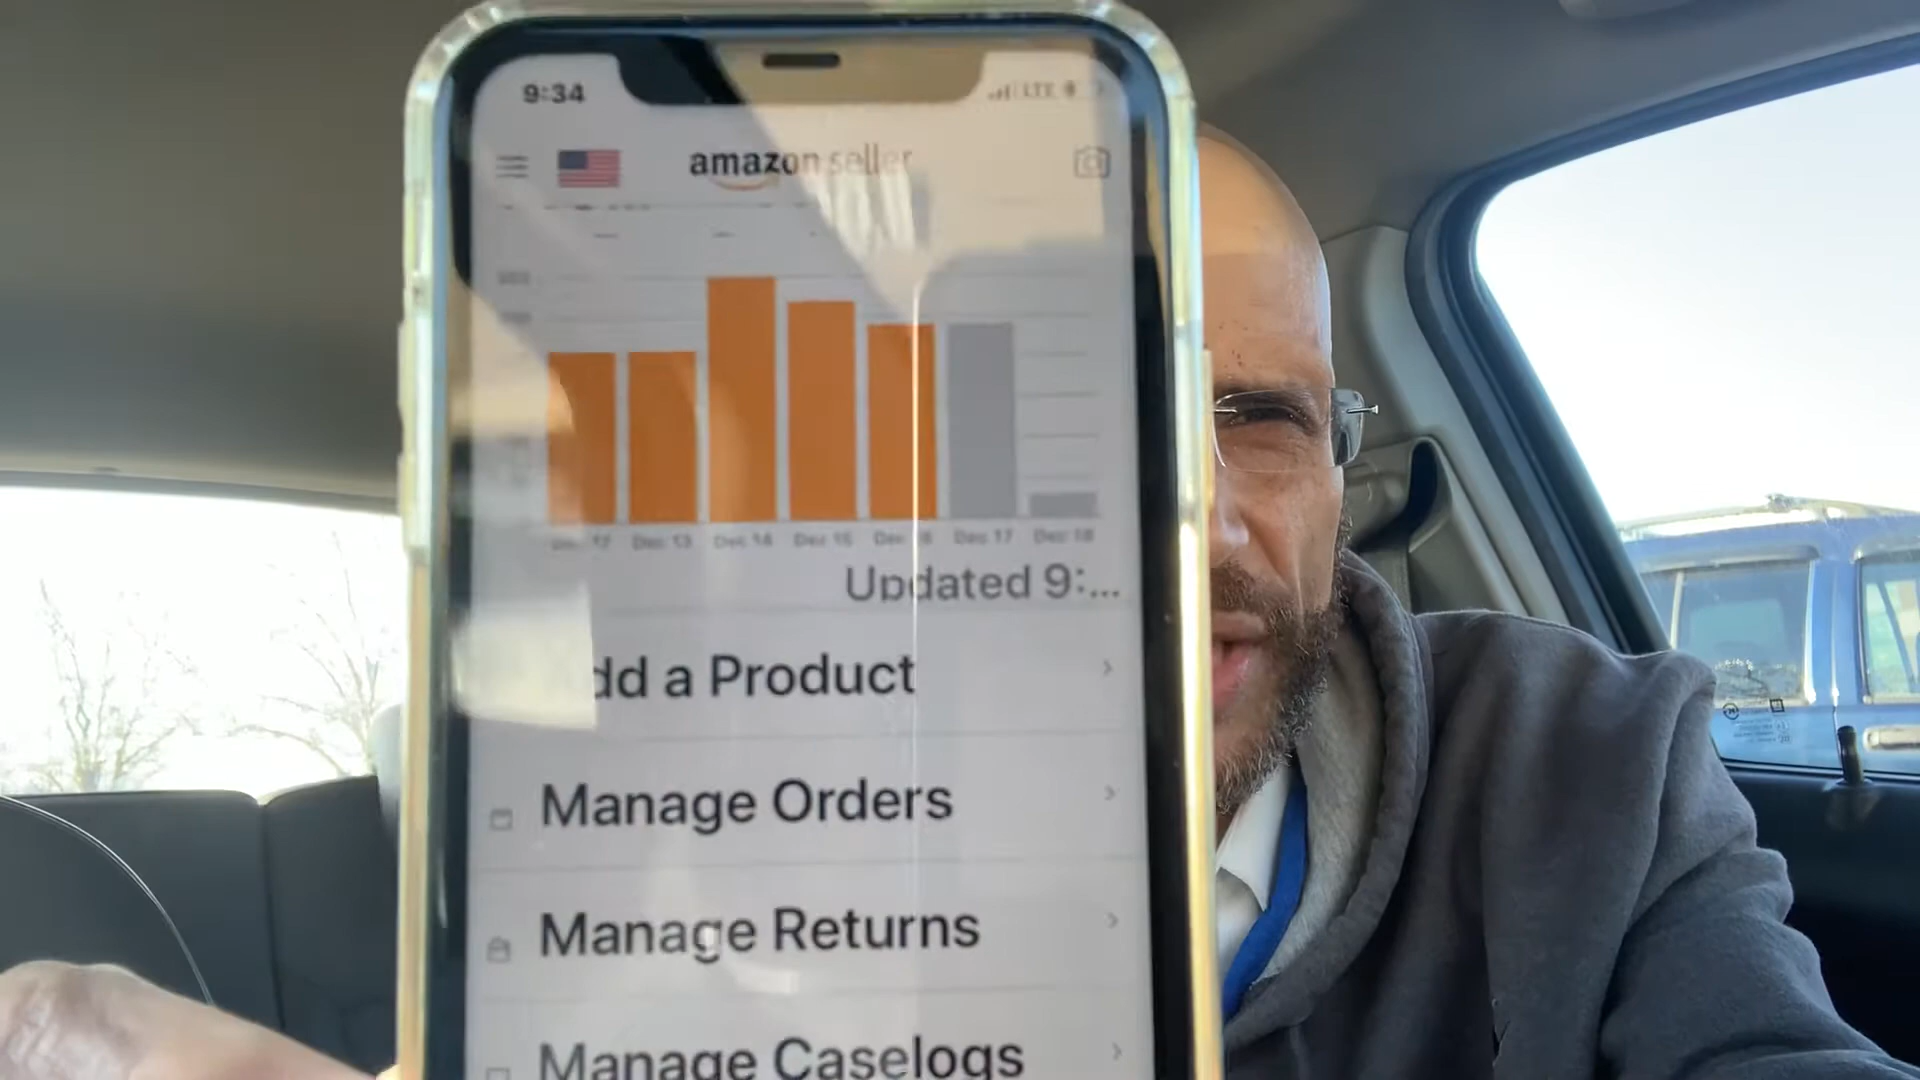 9:34
LTE
amazon seller
Dec 13
Dec 14
Dec 15
Dec 17
Dec 18
Updated 9:...
dd a Product
Manage Orders
Manage Returns
Manage Caselogs